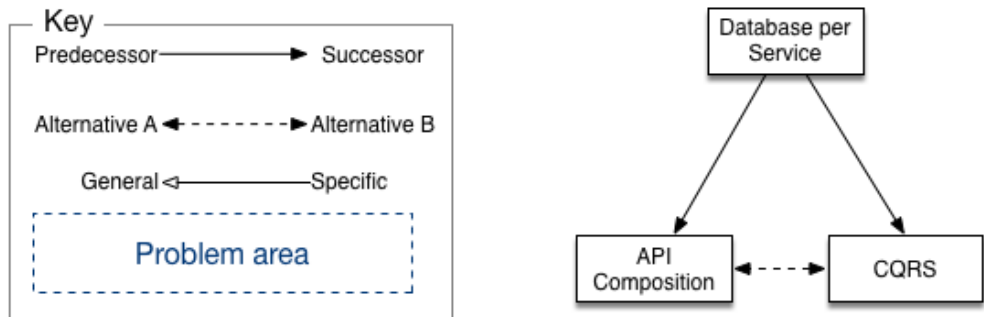 Key
Predecessor
Successor
Alternative A
Alternative B
General
Specific
Problem area
Database per
Service
API
Composition
CQRS